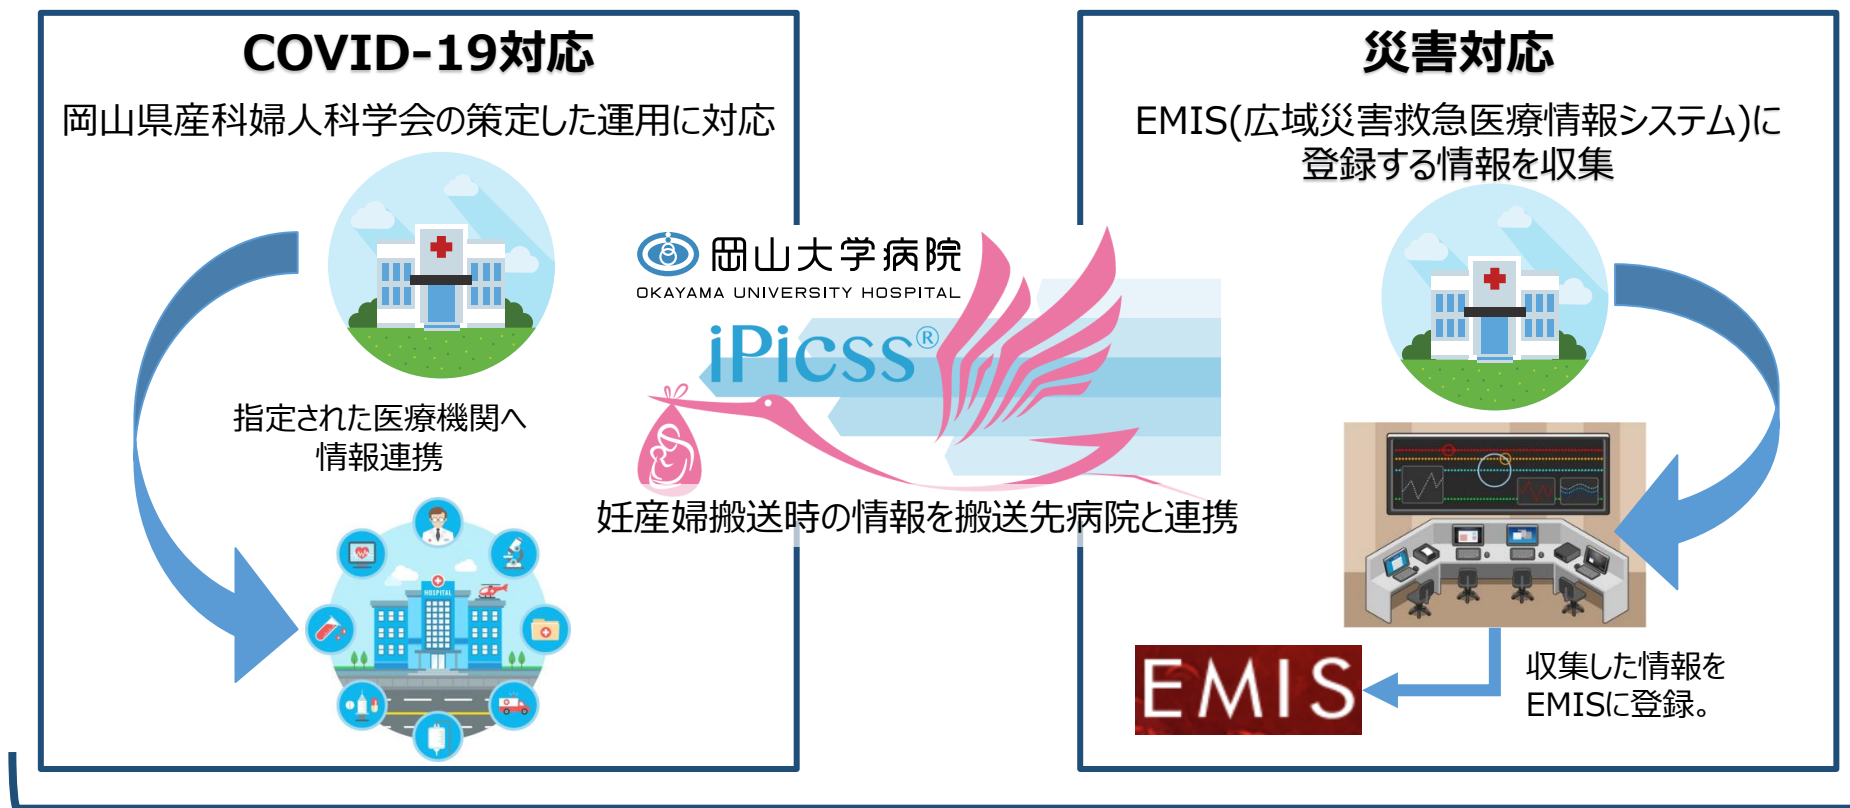 COVID-19対応
岡山県産科婦人科学会の策定した運用に対応
指定された医療機関へ
情報連携
HOSPITAL
岡山大学病院
OKAYAMA UNIVERSITY HOSPITAL
iPicss®
妊産婦搬送時の情報を搬送先病院と連携
災害対応
EMIS(広域災害救急医療情報システム)に
登録する情報を収集
EMIS
収集した情報を
EMISに登録。